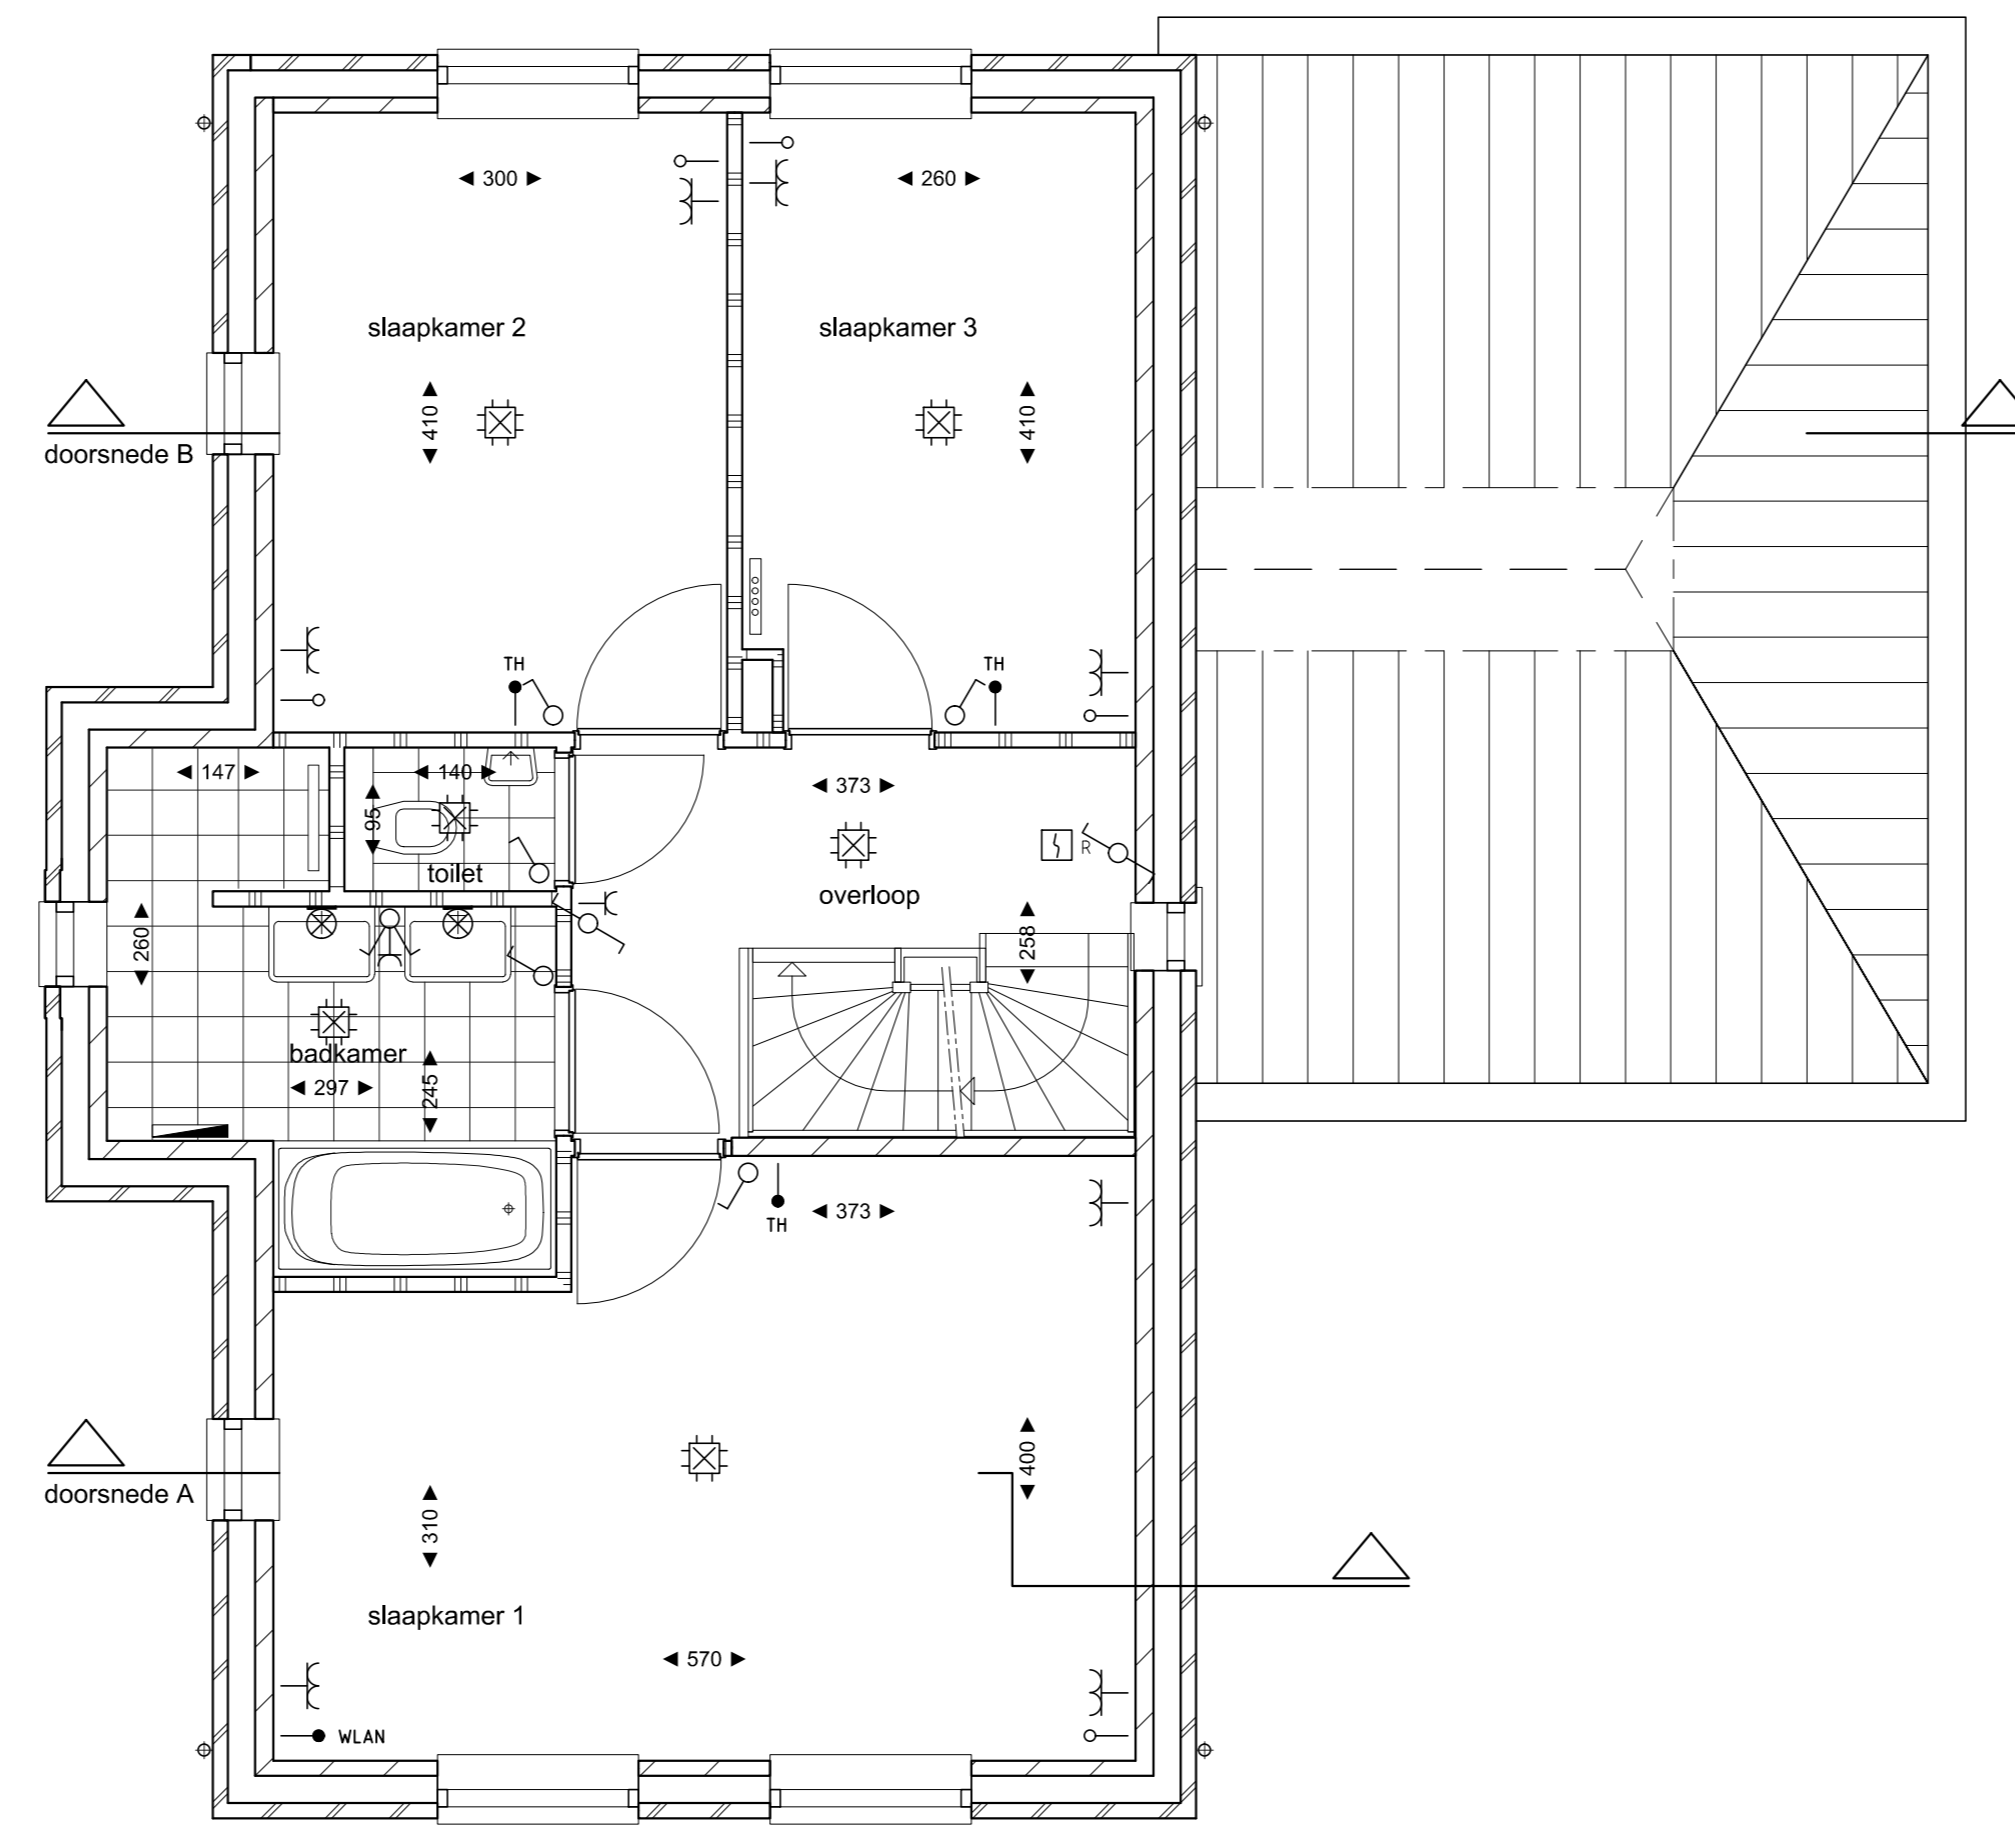 300
260
slaapkamer 2
slaapkamer 3
410
410
doorsnede B
TH
TH
147
140
373
95
R
toilet
overloop
260
258
badkamer
297
245
TH
373
400
doorsnede A
310
slaapkamer 1
570
WLAN